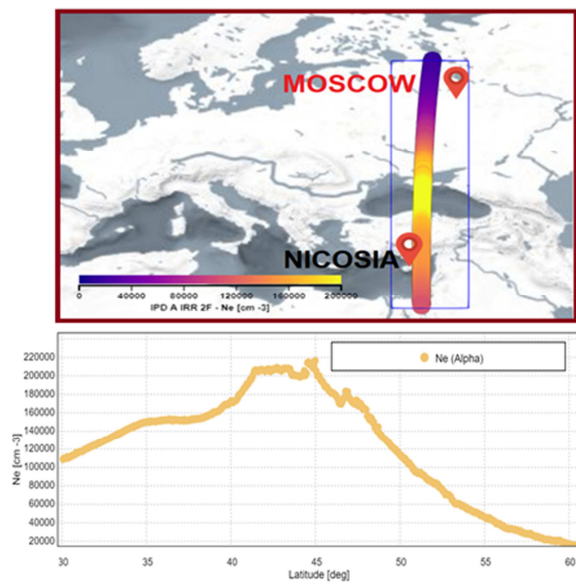 MOSCOW
NICOSIA
0 40000 80000 120000 160000 200000
IPD A IRR 2F - Ne [cm -3]
Ne (Alpha)
220000
200000
180000
160000
140000
120000
100000
80000
60000
40000
20000
Ne [cm -3]
30 35 40 45 50 55 60
Latitude [deg]